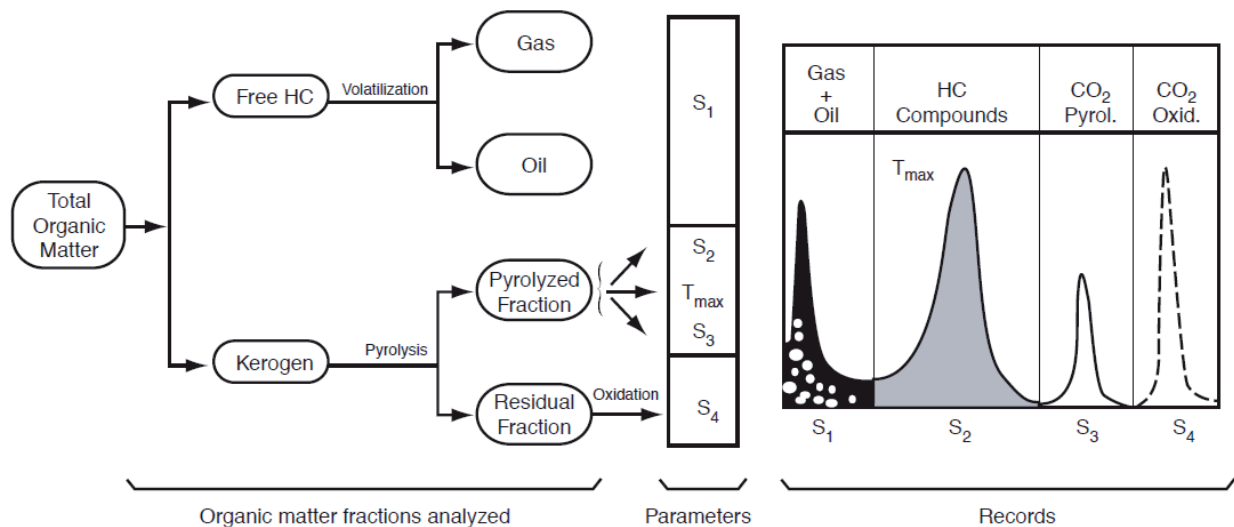 Total
Organic
Matter
Free HC
Volatilization
Gas
Oil
Kerogen
Pyrolysis
Pyrolyzed
Fraction
Residual
Fraction
Oxidation
S₁
S₂
Tmax
S₃
S₄
Gas
+
Oil
HC
Compounds
CO₂
Pyrol.
CO₂
Oxid.
Tmax
S₁
S₂
S₃
S₄
Organic matter fractions analyzed
Parameters
Records